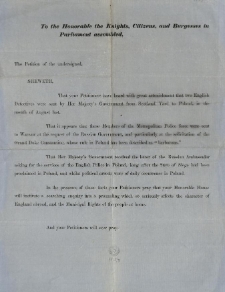 To the Honorable the Knights, Citizens, and Burgesses in
Parliament assembled,
The Petition of the undersigned.
SHEWETH,
That your Petitioners have heard with great astonishment that two English
Detectives were sent by Her Majesty's Government from Scotland Yard to Poland in the
month of August last.
That it appears that these Members of the Metropolitan Police Force were sent
to Warsaw at the request of the Russian Government, and particularly at the solicitation of the
Grand Duke Constantine, whose rule in Poland has been described as "barbarous."
That Her Majesty's Government received the Request of the Russian Ambassador
asking for the services of the English Police in Poland, long after the State of Siege had been
proclaimed in Poland, and whilst political arrests were of daily occurrence in Poland.
In the presence of these facts your Petitioners pray that your Honourable House
will institute a searching enquiry into a proceeding which so seriously affects the character of
England abroad, and the Municipal Rights of the people at home.
And your Petitioners will ever pray,